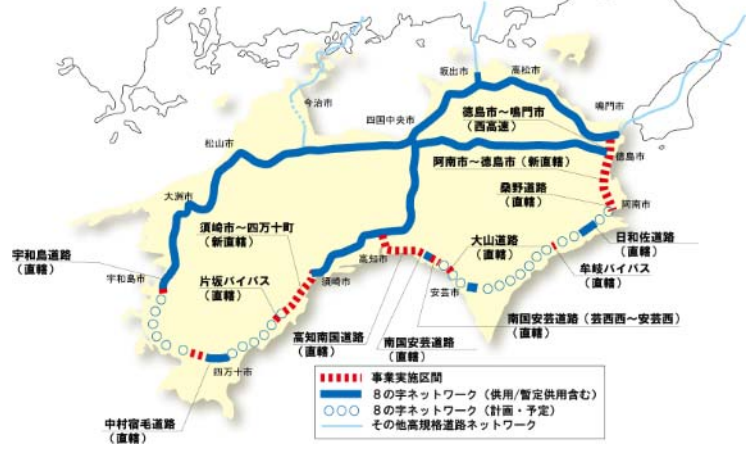 坂出市
高松市
鳴門市
今治市
四国中央市
徳島市～鳴門市
（西高速）
松山市
徳島市
阿南市～徳島市（新直轄）
桑野道路
（直轄）
阿南市
大洲市
須崎市～四万十町
（新直轄）
大山道路
（直轄）
日和佐道路
（直轄）
宇和島道路
（直轄）
高知市
牟岐バイパス
（直轄）
宇和島市
片坂バイパス
（直轄）
須崎市
安芸市
高知南国道路
（直轄）
南国安芸道路
（直轄）
南国安芸道路（芸西西～安芸西）
（直轄）
四万十市
中村宿毛道路
（直轄）
事業実施区間
８の字ネットワーク（供用/暫定供用含む）
８の字ネットワーク（計画・予定）
その他高規格道路ネットワーク